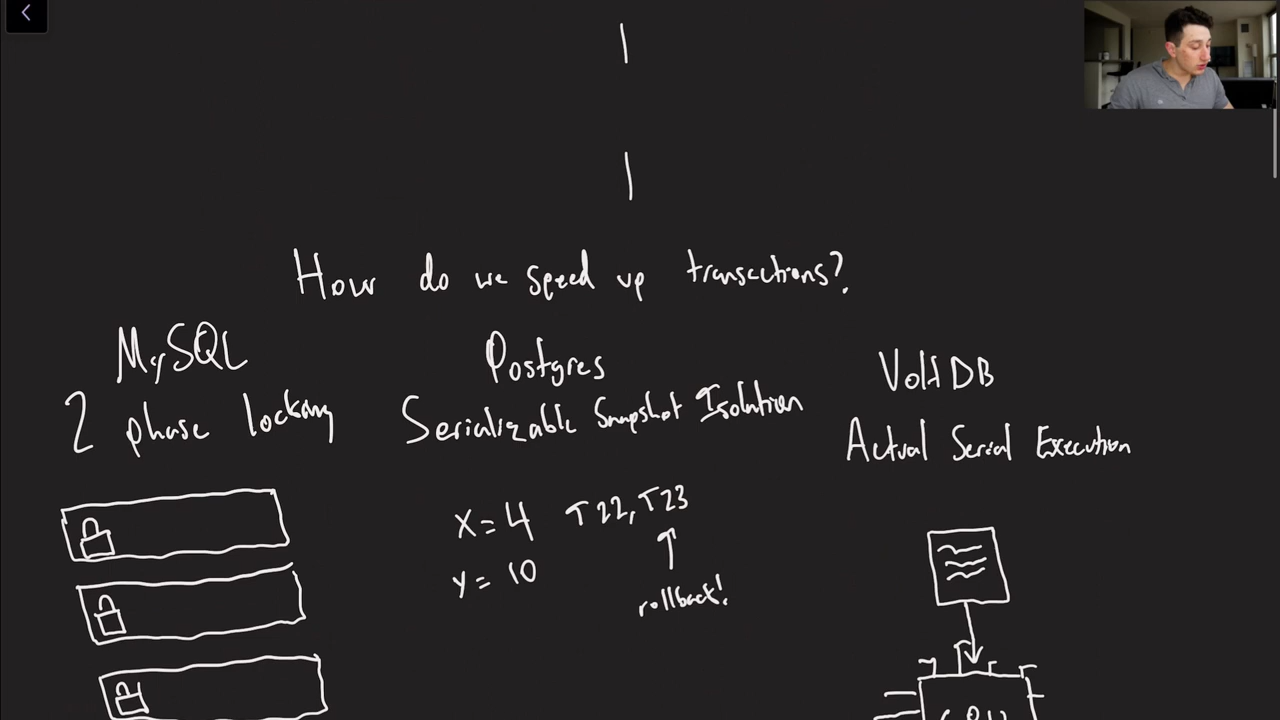 How do we speed up transactions?
MySQL
2 phase locking
Postgres
Serializable Snapshot Isolation
X = 4 T22, T23
Y = 10
rollback!
VoltDB
Actual Serial Execution